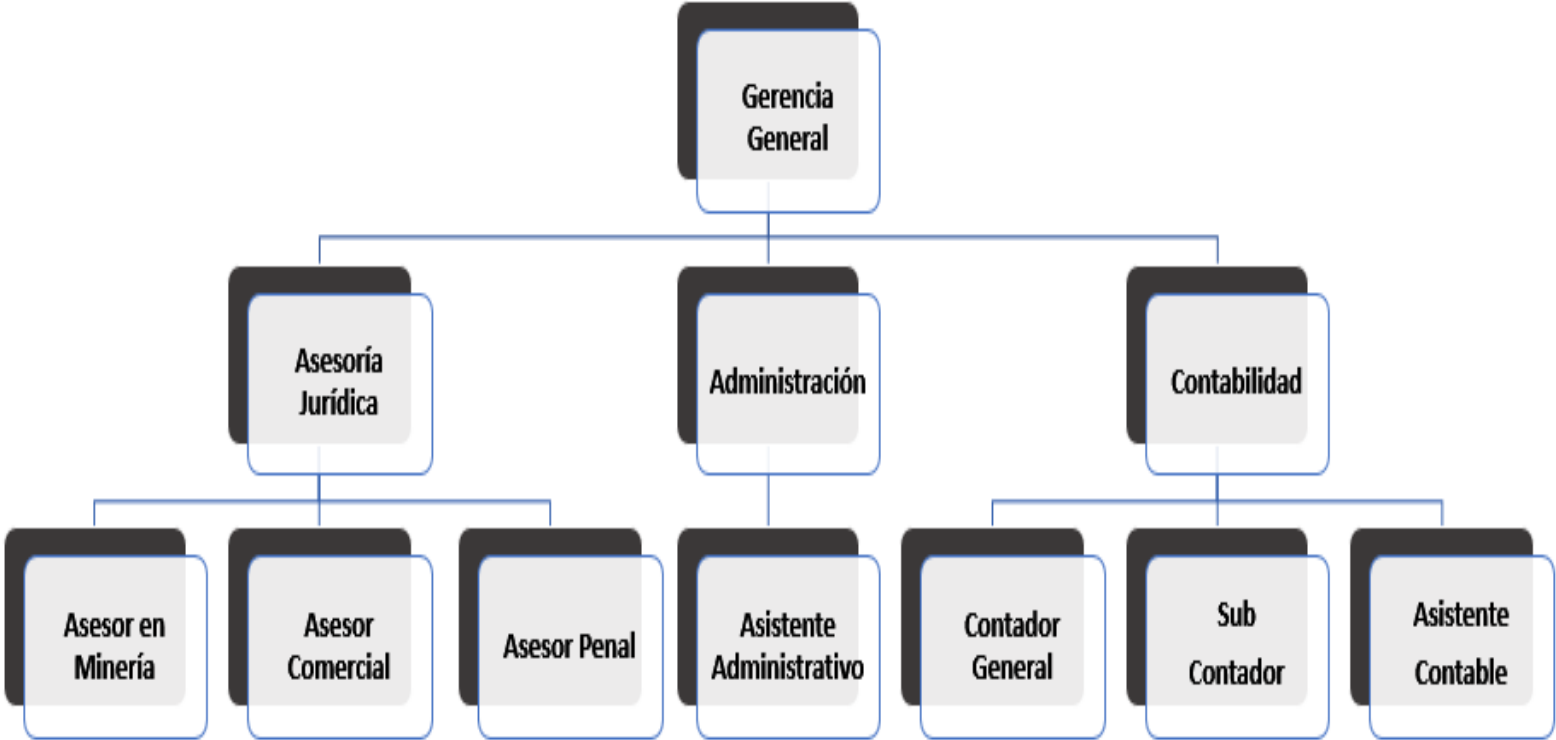 Gerencia
General
Asesoría
Jurídica
Administración
Contabilidad
Asesor en
Minería
Asesor
Comercial
Asesor Penal
Asistente
Administrativo
Contador
General
Sub
Contador
Asistente
Contable